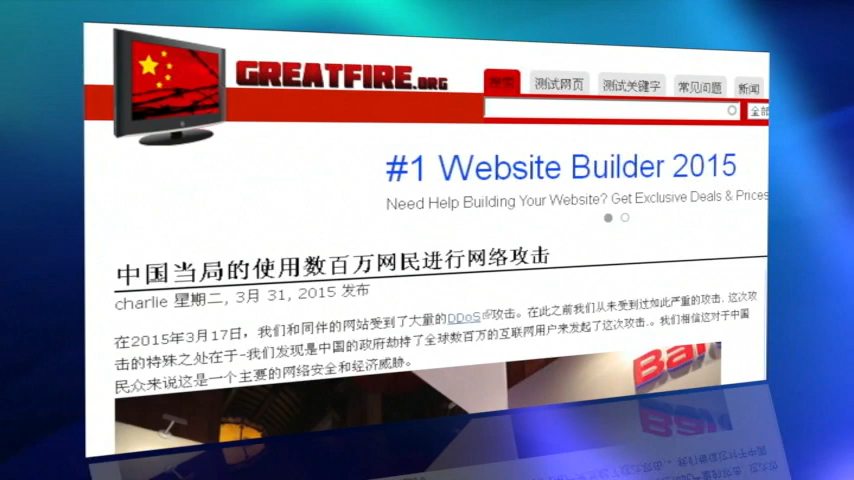 GREATFIRE.ORG
搜索 测试网页 测试关键字 常见问题 新闻
全部
#1 Website Builder 2015
Need Help Building Your Website? Get Exclusive Deals & Prices
中国当局的使用数百万网民进行网络攻击
charlie 星期二, 3月 31, 2015 发布
在2015年3月17日，我们和同伴的网站受到了大量的DDoS攻击。在此之前我们从来受到过如此严重的攻击. 这次攻
击的特殊之处在于-我们发现是中国的政府劫持了全球数百万的互联网用户来发起了这次攻击.。我们相信这对于中国
民众来说这是一个主要的网络安全和经济威胁。